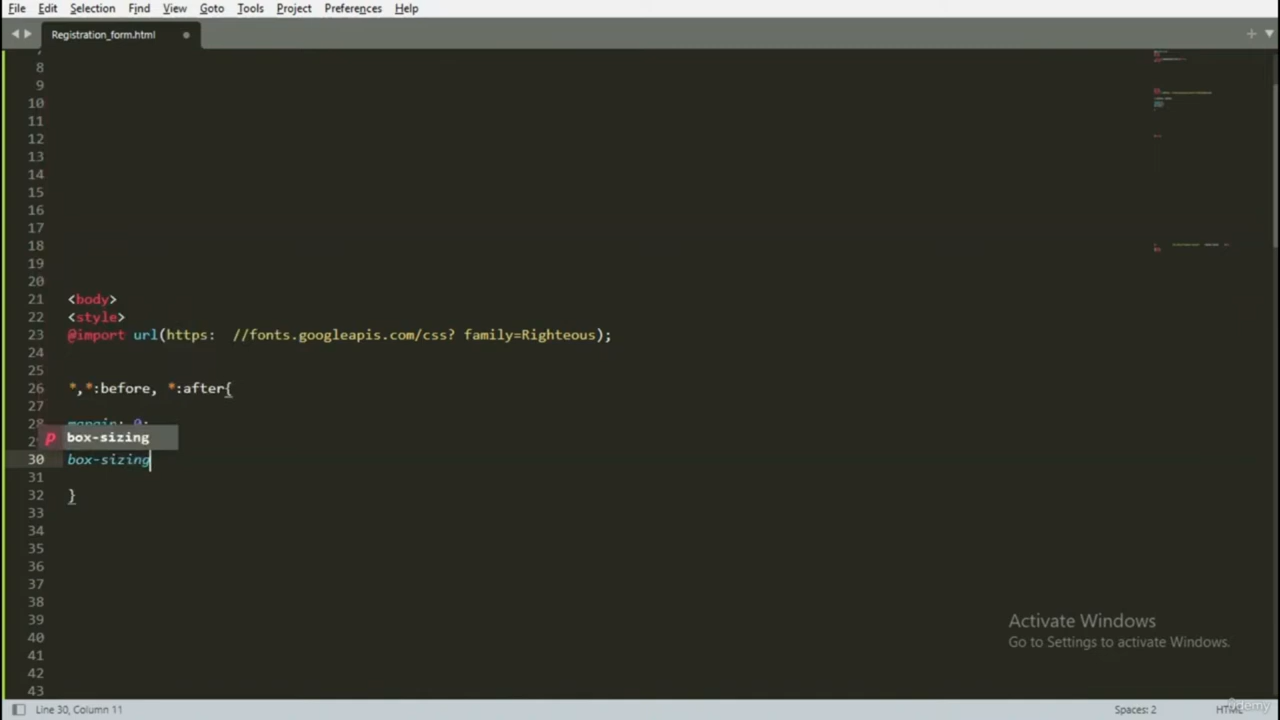 File Edit Selection Find View Goto Tools Project Preferences Help
Registration_form.html
8
9
10
11
12
13
14
15
16
17
18
19
20
21 <body>
22 <style>
23 @import url(https: //fonts.googleapis.com/css? family=Righteous);
24
25
26 *,*:before, *:after{
27
28 margin: 0;
p box-sizing
30 box-sizing
31
32 }
33
34
35
36
37
38
39
40
41
42
43
Activate Windows
Go to Settings to activate Windows.
Line 30, Column 11 Spaces: 2 HTML